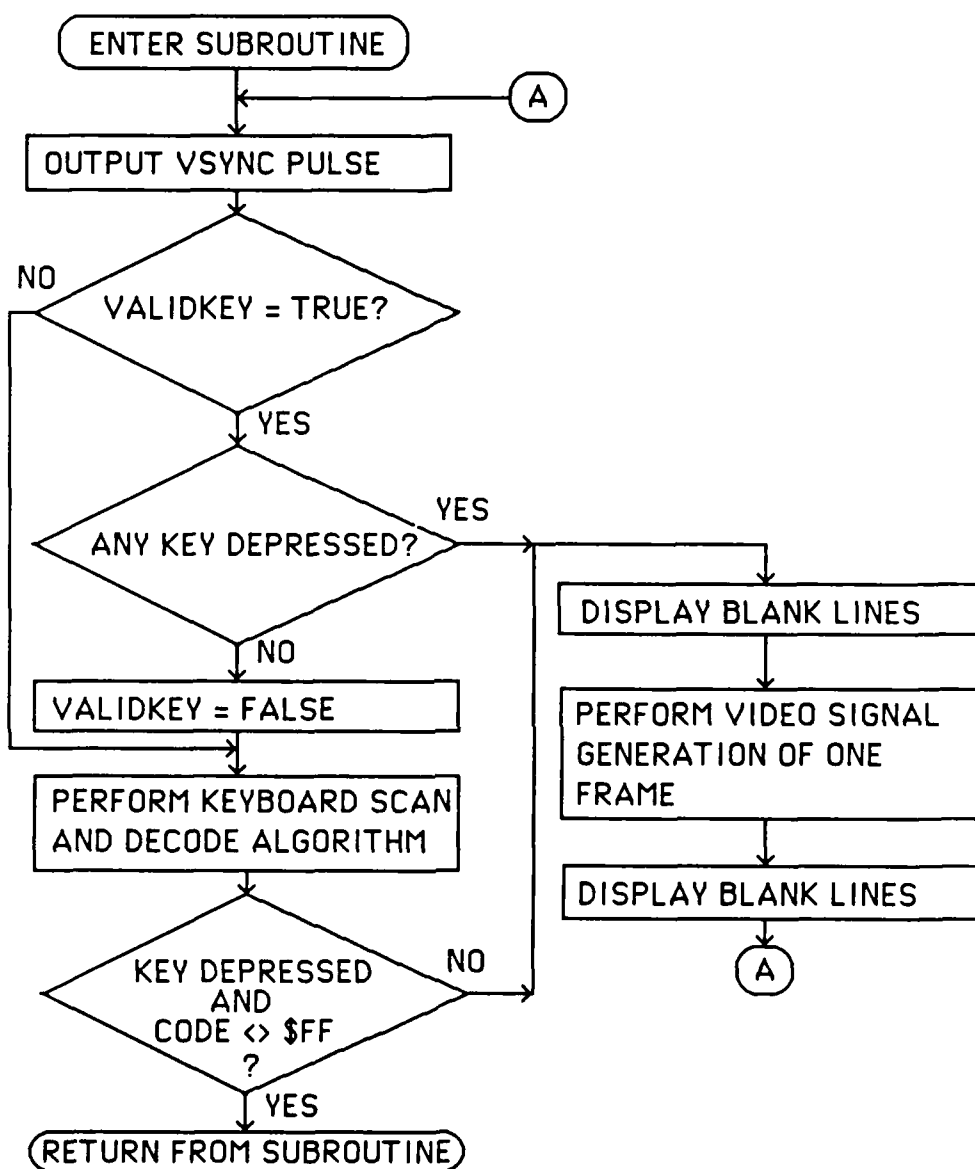 ENTER SUBROUTINE
A
OUTPUT VSYNC PULSE
NO
VALIDKEY = TRUE?
YES
YES
ANY KEY DEPRESSED?
DISPLAY BLANK LINES
NO
VALIDKEY = FALSE
PERFORM VIDEO SIGNAL
GENERATION OF ONE
FRAME
PERFORM KEYBOARD SCAN
AND DECODE ALGORITHM
DISPLAY BLANK LINES
KEY DEPRESSED
AND
CODE <> $FF
?
NO
A
YES
RETURN FROM SUBROUTINE